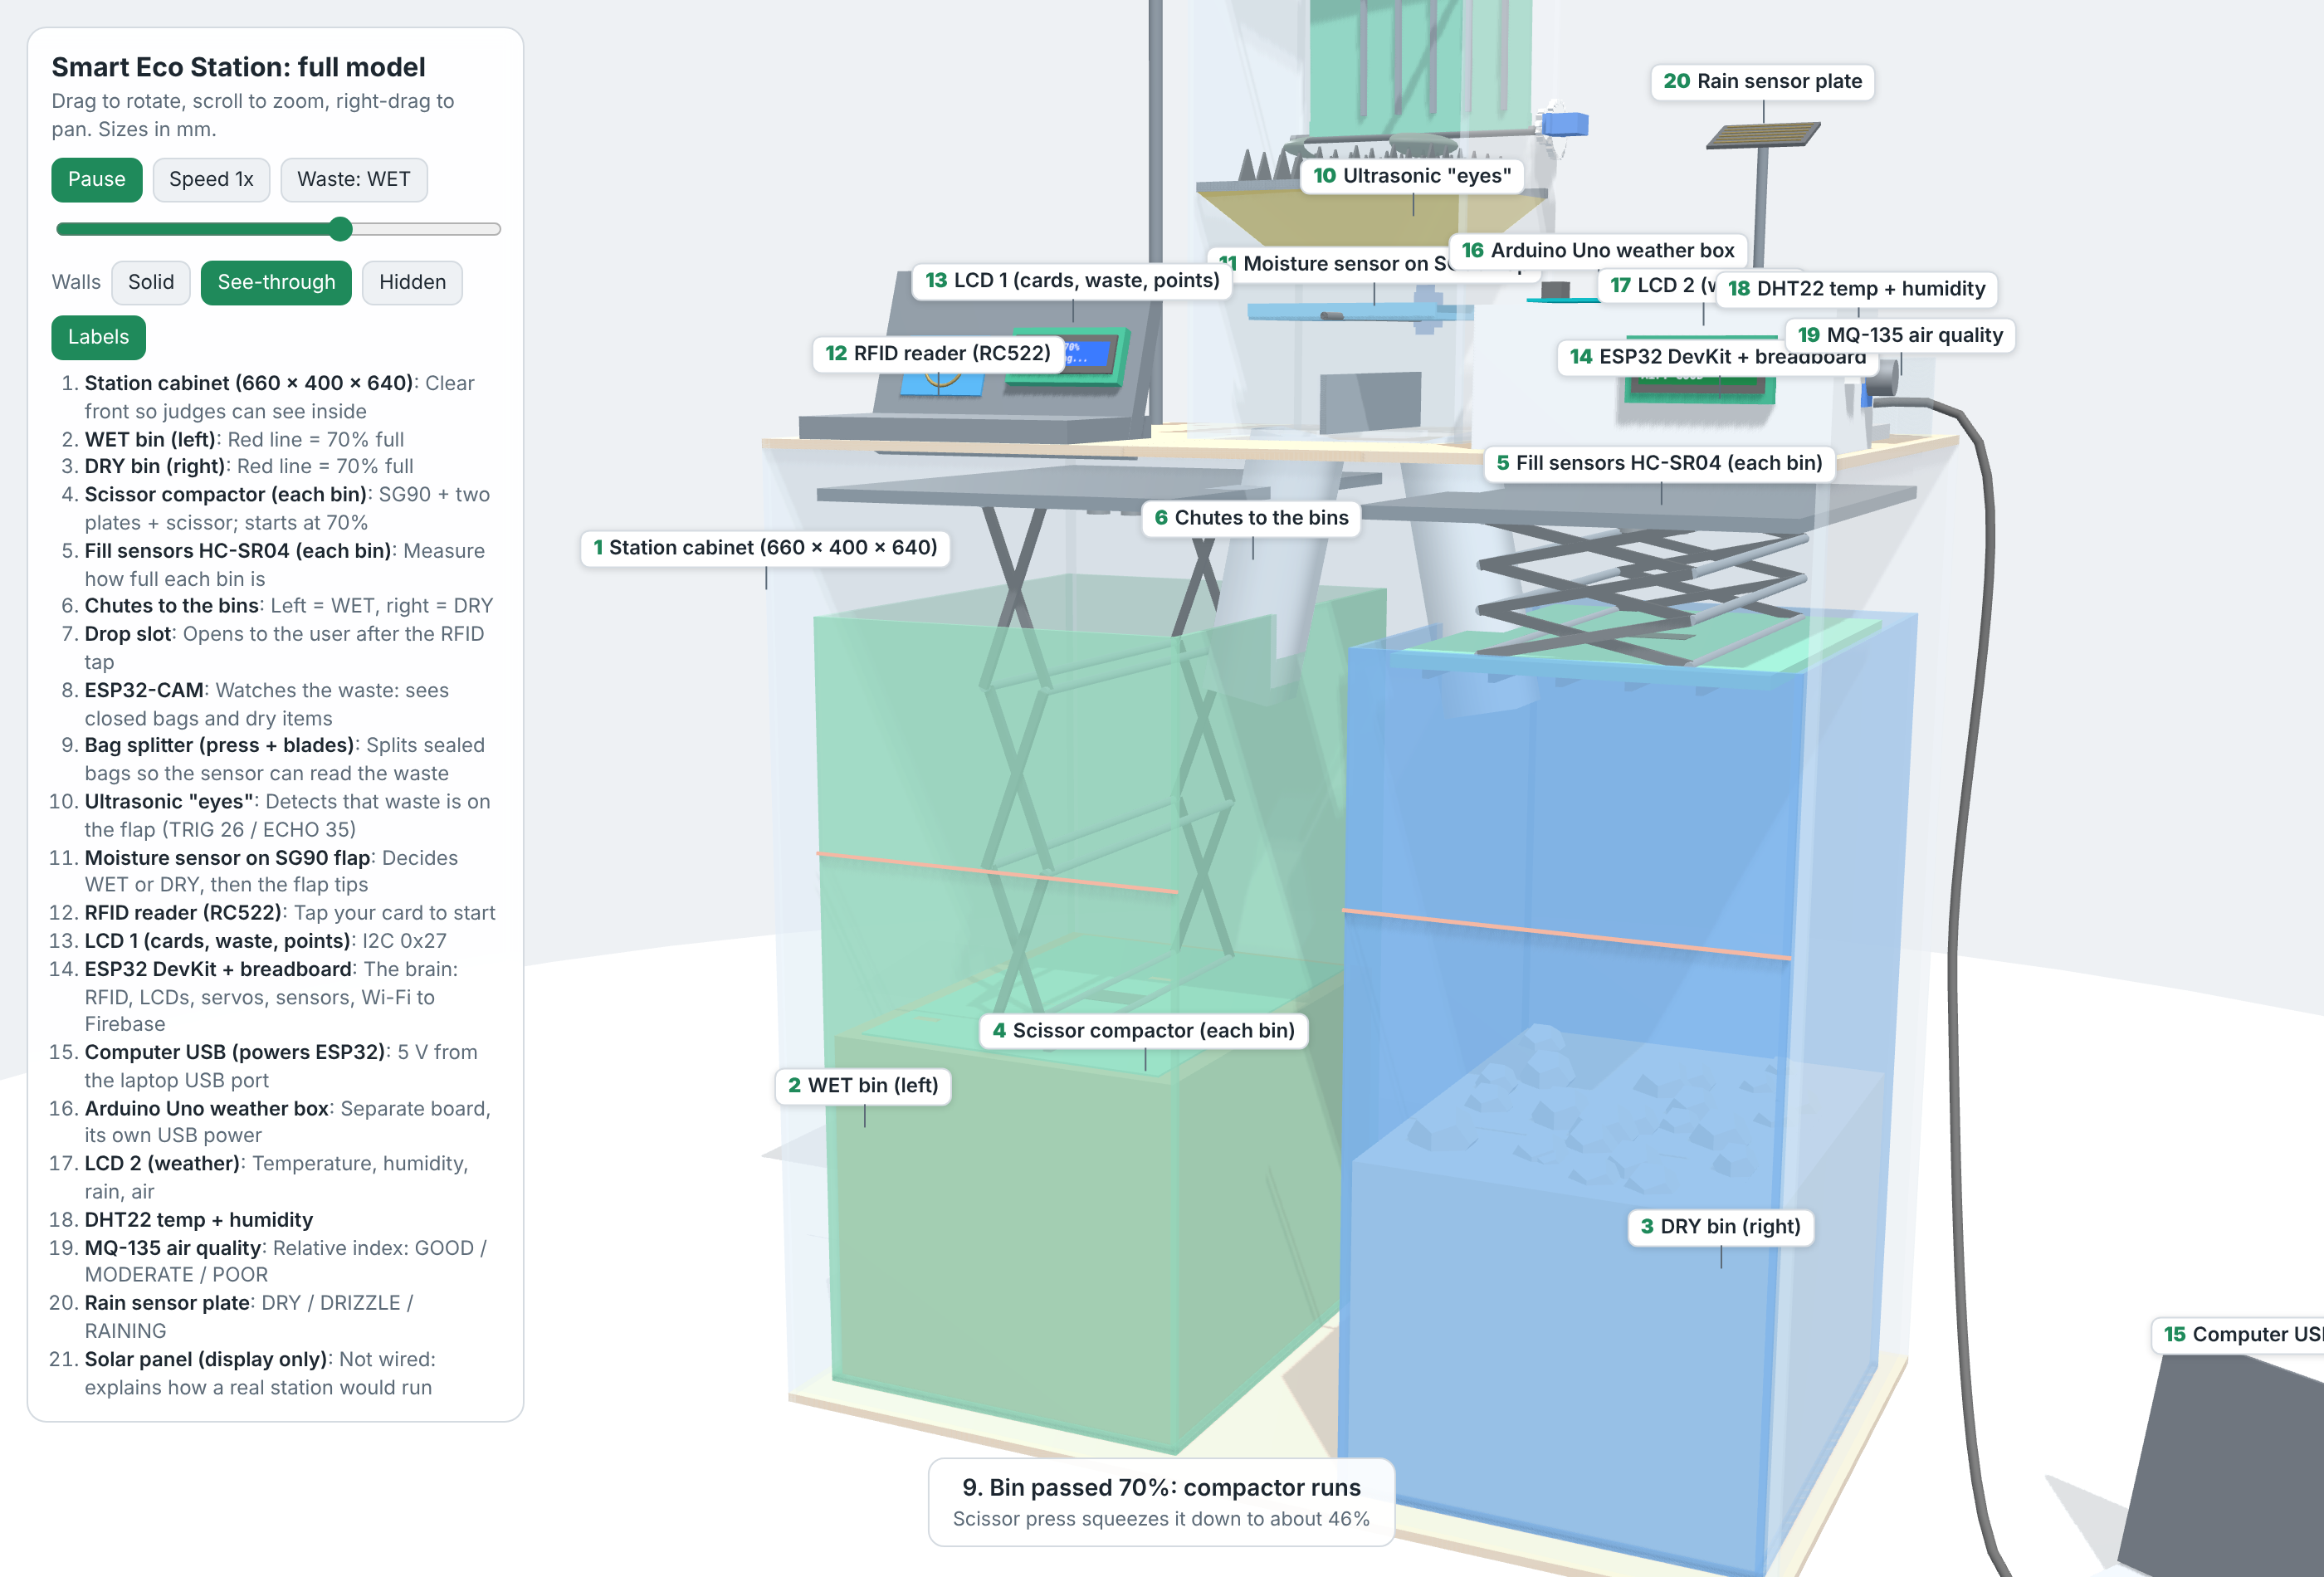 Smart Eco Station: full model
Drag to rotate, scroll to zoom, right-drag to
pan. Sizes in mm.
Pause
Speed 1x
Waste: WET
Walls
Solid
See-through
Hidden
Labels
1. Station cabinet (660 × 400 × 640): Clear
front so judges can see inside
2. WET bin (left): Red line = 70% full
3. DRY bin (right): Red line = 70% full
4. Scissor compactor (each bin): SG90 + two
plates + scissor; starts at 70%
5. Fill sensors HC-SR04 (each bin): Measure
how full each bin is
6. Chutes to the bins: Left = WET, right = DRY
7. Drop slot: Opens to the user after the RFID
tap
8. ESP32-CAM: Watches the waste: sees
closed bags and dry items
9. Bag splitter (press + blades): Splits sealed
bags so the sensor can read the waste
10. Ultrasonic "eyes": Detects that waste is on
the flap (TRIG 26 / ECHO 35)
11. Moisture sensor on SG90 flap: Decides
WET or DRY, then the flap tips
12. RFID reader (RC522): Tap your card to start
13. LCD 1 (cards, waste, points): I2C 0x27
14. ESP32 DevKit + breadboard: The brain:
RFID, LCDs, servos, sensors, Wi-Fi to
Firebase
15. Computer USB (powers ESP32): 5 V from
the laptop USB port
16. Arduino Uno weather box: Separate board,
its own USB power
17. LCD 2 (weather): Temperature, humidity,
rain, air
18. DHT22 temp + humidity
19. MQ-135 air quality: Relative index: GOOD /
MODERATE / POOR
20. Rain sensor plate: DRY / DRIZZLE /
RAINING
21. Solar panel (display only): Not wired:
explains how a real station would run
20 Rain sensor plate
10 Ultrasonic "eyes"
16 Arduino Uno weather box
11 Moisture sensor on
13 LCD 1 (cards, waste, points)
17 LCD 2
18 DHT22 temp + humidity
19 MQ-135 air quality
12 RFID reader (RC522)
70%
14 ESP32 DevKit + breadboard
5 Fill sensors HC-SR04 (each bin)
6 Chutes to the bins
1 Station cabinet (660 × 400 × 640)
4 Scissor compactor (each bin)
2 WET bin (left)
3 DRY bin (right)
15 Computer
9. Bin passed 70%: compactor runs
Scissor press squeezes it down to about 46%